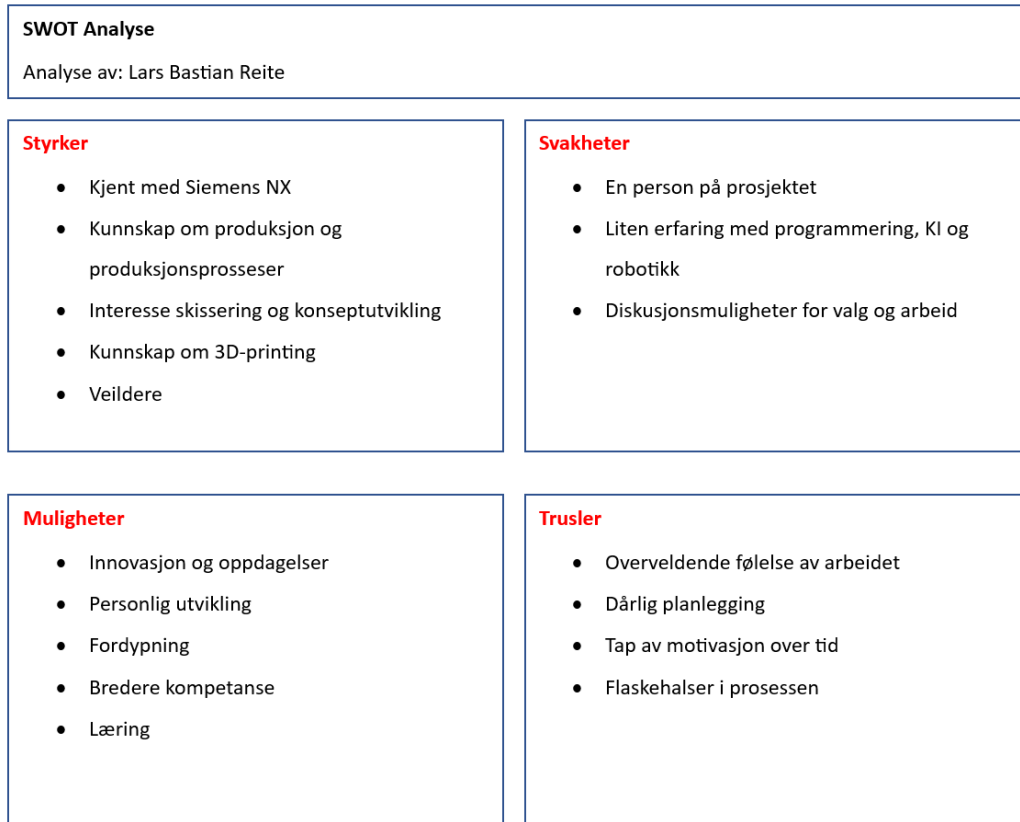 SWOT Analyse
Analyse av: Lars Bastian Reite
Styrker
• Kjent med Siemens NX
• Kunnskap om produksjon og
produksjonsprosseser
• Interesse skissering og konseptutvikling
• Kunnskap om 3D-printing
• Veildere
Svakheter
• En person på prosjektet
• Liten erfaring med programmering, KI og
robotikk
• Diskusjonsmuligheter for valg og arbeid
Muligheter
• Innovasjon og oppdagelser
• Personlig utvikling
• Fordypning
• Bredere kompetanse
• Læring
Trusler
• Overveldende følelse av arbeidet
• Dårlig planlegging
• Tap av motivasjon over tid
• Flaskehalser i prosessen